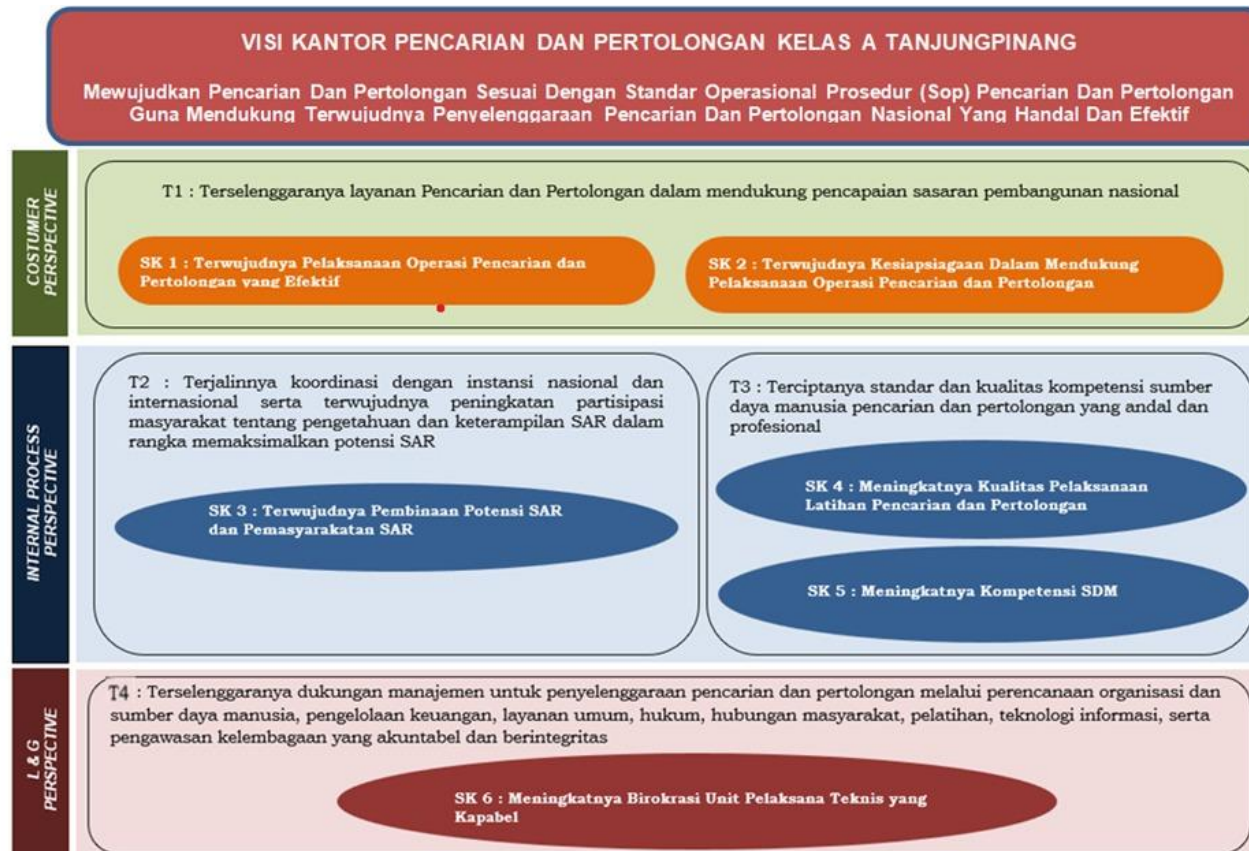 VISI KANTOR PENCARIAN DAN PERTOLONGAN KELAS A TANJUNGPINANG
Mewujudkan Pencarian Dan Pertolongan Sesuai Dengan Standar Operasional Prosedur (Sop) Pencarian Dan Pertolongan
Guna Mendukung Terwujudnya Penyelenggaraan Pencarian Dan Pertolongan Nasional Yang Handal Dan Efektif
COSTUMER
PERSPECTIVE
T1 : Terselenggaranya layanan Pencarian dan Pertolongan dalam mendukung pencapaian sasaran pembangunan nasional
SK 1 : Terwujudnya Pelaksanaan Operasi Pencarian dan
Pertolongan yang Efektif
SK 2 : Terwujudnya Kesiapsiagaan Dalam Mendukung
Pelaksanaan Operasi Pencarian dan Pertolongan
INTERNAL PROCESS
PERSPECTIVE
T2 : Terjalinnya koordinasi dengan instansi nasional dan
internasional serta terwujudnya peningkatan partisipasi
masyarakat tentang pengetahuan dan keterampilan SAR dalam
rangka memaksimalkan potensi SAR
SK 3 : Terwujudnya Pembinaan Potensi SAR
dan Pemasyarakatan SAR
T3 : Terciptanya standar dan kualitas kompetensi sumber
daya manusia pencarian dan pertolongan yang andal dan
profesional
SK 4 : Meningkatnya Kualitas Pelaksanaan
Latihan Pencarian dan Pertolongan
SK 5 : Meningkatnya Kompetensi SDM
L & G
PERSPECTIVE
T4 : Terselenggaranya dukungan manajemen untuk penyelenggaraan pencarian dan pertolongan melalui perencanaan organisasi dan
sumber daya manusia, pengelolaan keuangan, layanan umum, hukum, hubungan masyarakat, pelatihan, teknologi informasi, serta
pengawasan kelembagaan yang akuntabel dan berintegritas
SK 6 : Meningkatnya Birokrasi Unit Pelaksana Teknis yang
Kapabel